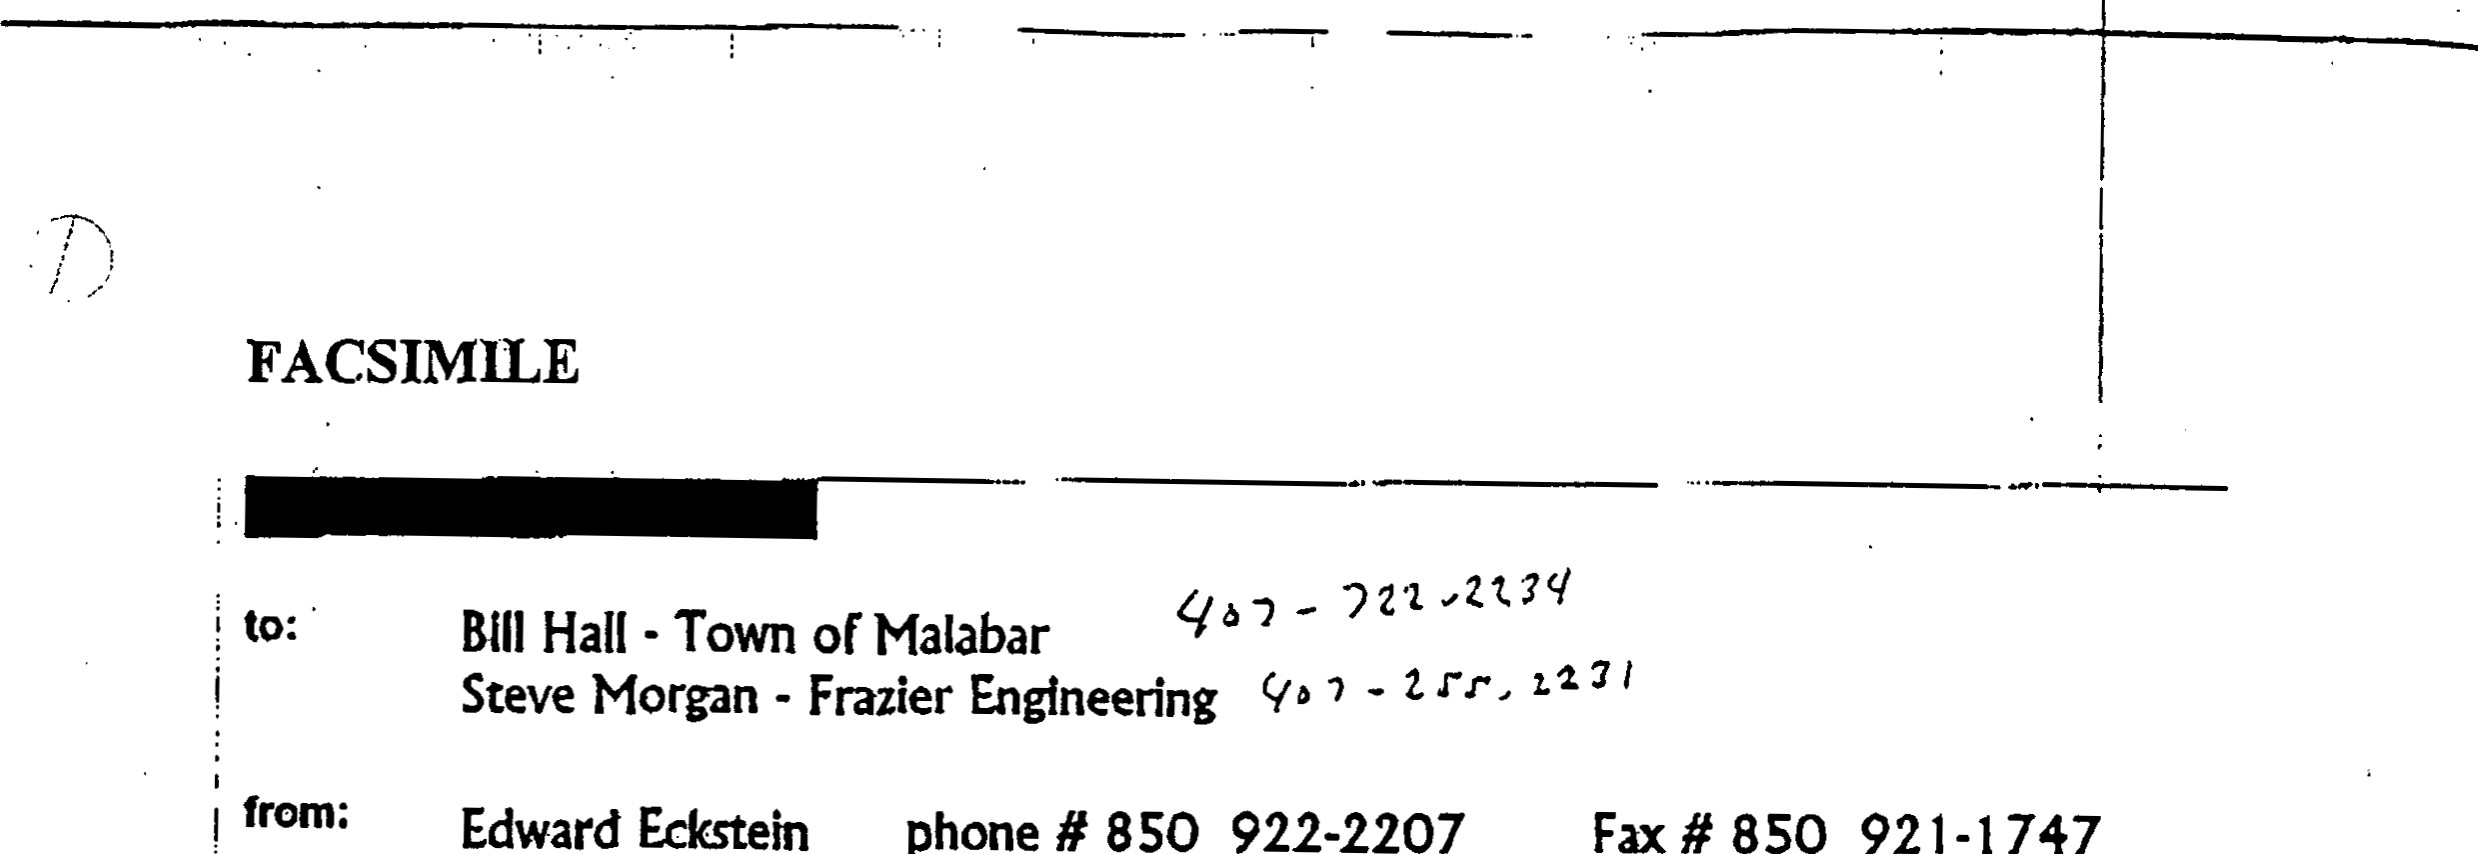 D
FACSIMILE
to: Bill Hall - Town of Malabar 407-722-2234
Steve Morgan - Frazier Engineering 407-255-2231
from: Edward Eckstein phone # 850 922-2207 Fax # 850 921-1747